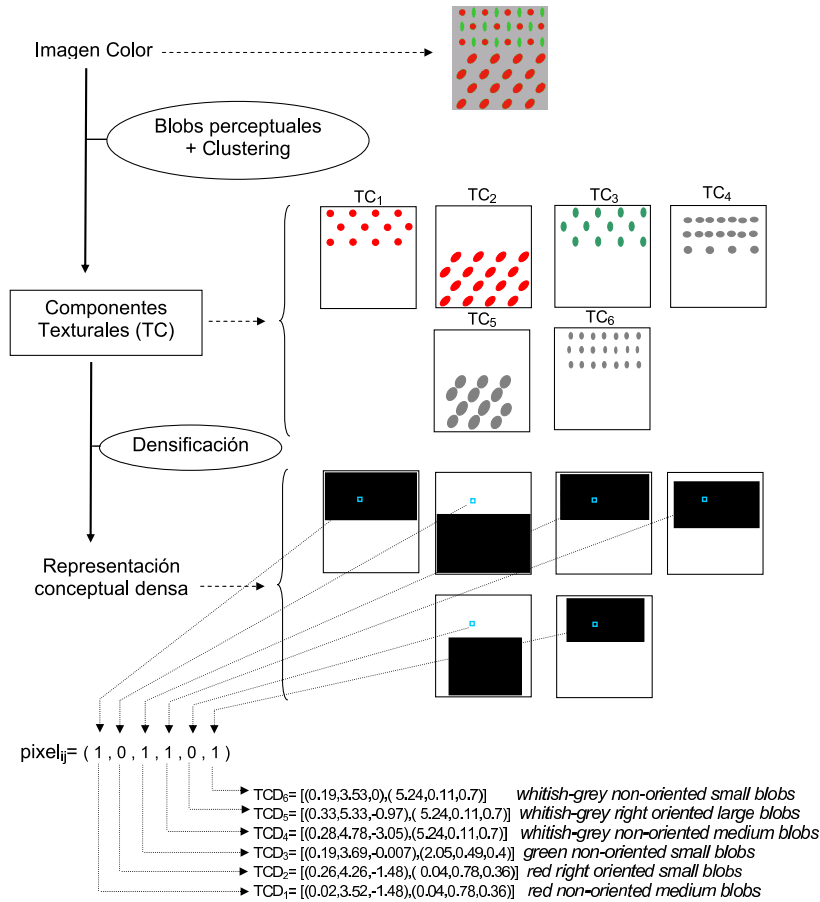 Imagen Color
Blobs perceptuales
+ Clustering
TC1
TC2
TC3
TC4
Componentes
Texturales (TC)
TC5
TC6
Densificación
Representación
conceptual densa
pixelij= ( 1 , 0 , 1 , 1 , 0 , 1 )
TCD6= [(0.19,3.53,0),( 5.24,0.11,0.7)] whitish-grey non-oriented small blobs
TCD5= [(0.33,5.33,-0.97),( 5.24,0.11,0.7)] whitish-grey right oriented large blobs
TCD4= [(0.28,4.78,-3.05),(5.24,0.11,0.7)] whitish-grey non-oriented medium blobs
TCD3= [(0.19,3.69,-0.007),(2.05,0.49,0.4)] green non-oriented small blobs
TCD2= [(0.26,4.26,-1.48),( 0.04,0.78,0.36)] red right oriented small blobs
TCD1= [(0.02,3.52,-1.48),(0.04,0.78,0.36)] red non-oriented medium blobs